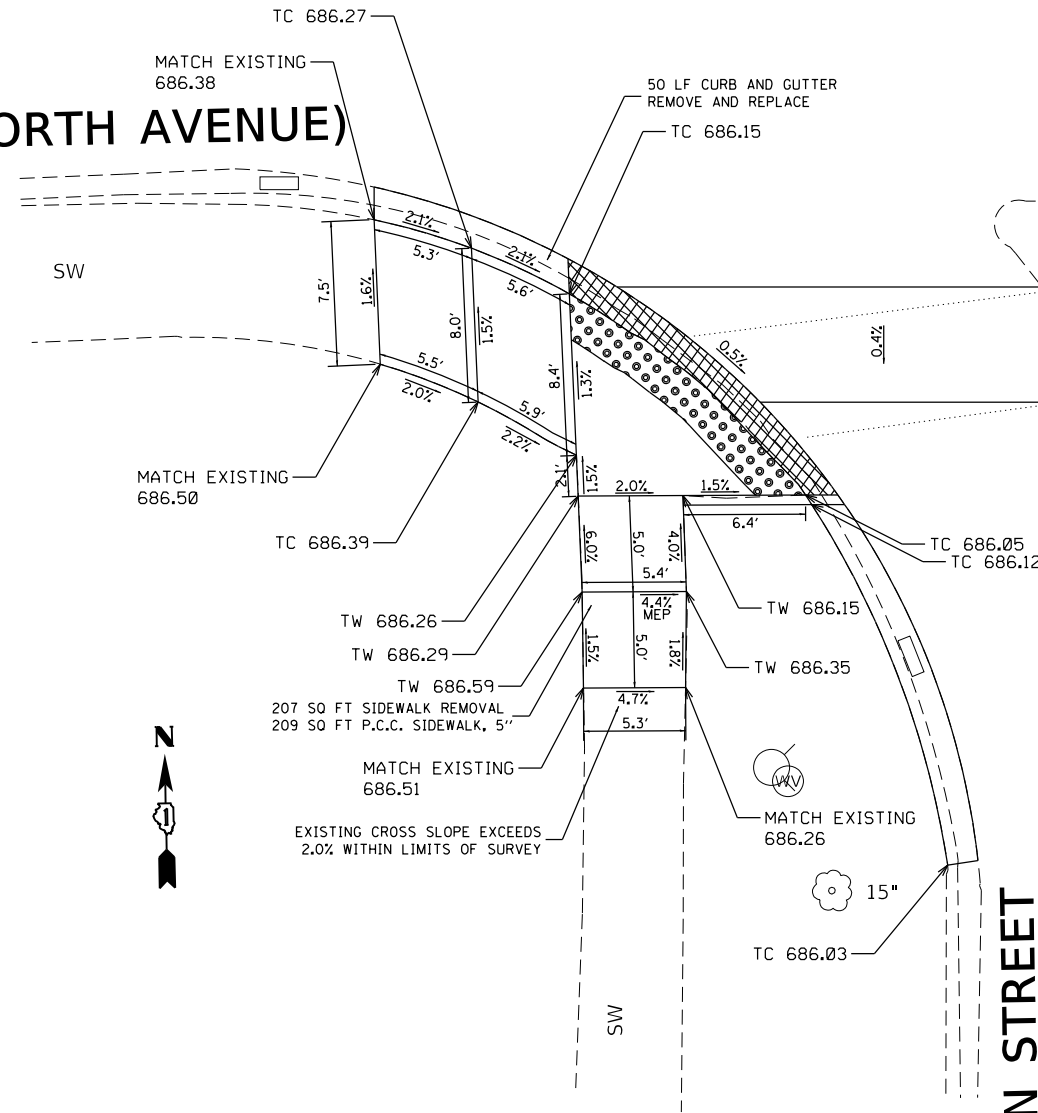 TC 686.27
MATCH EXISTING
686.38
50 LF CURB AND GUTTER
REMOVE AND REPLACE
ORTH AVENUE)
TC 686.15
2.1%
2.1%
5.3'
5.6'
SW
7.5'
1.6%
8.0'
1.5%
0.5%
0.4%
8.4'
1.3%
5.5'
2.0%
5.9'
2.2%
MATCH EXISTING
686.50
2.1'
1.5%
2.0%
1.5%
6.4'
TC 686.39
6.0%
5.0'
4.0%
TC 686.05
TC 686.12
5.4'
4.4%
MEP
TW 686.26
TW 686.15
TW 686.29
1.5%
5.0'
1.8%
TW 686.35
TW 686.59
207 SQ FT SIDEWALK REMOVAL
209 SQ FT P.C.C. SIDEWALK, 5''
4.7%
5.3'
N
1
MATCH EXISTING
686.51
WV
MATCH EXISTING
686.26
EXISTING CROSS SLOPE EXCEEDS
2.0% WITHIN LIMITS OF SURVEY
15"
TC 686.03
SW
N STREET